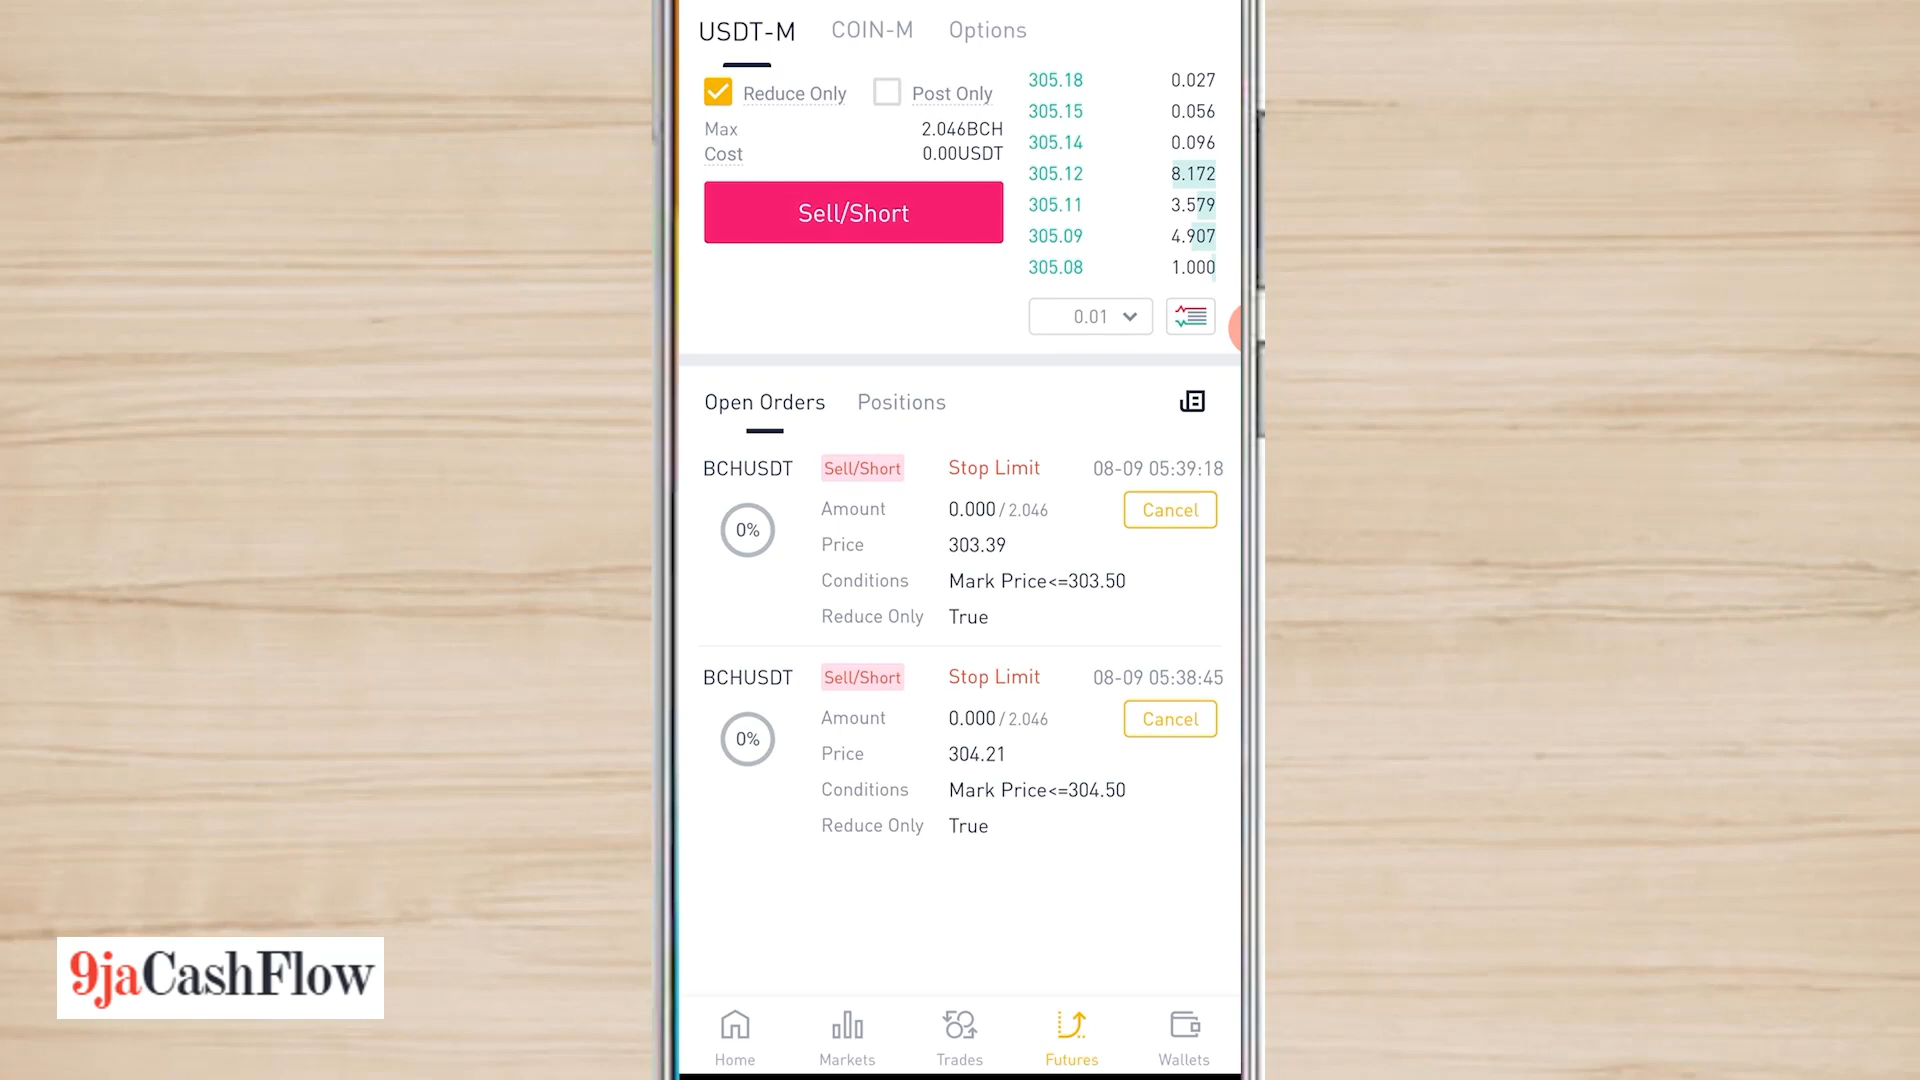 USDT-M COIN-M Options
Reduce Only Post Only
Max 2.046BCH
Cost 0.00USDT
Sell/Short
305.18 0.027
305.15 0.056
305.14 0.096
305.12 8.172
305.11 3.579
305.09 4.907
305.08 1.000
0.01
Open Orders Positions
BCHUSDT Sell/Short Stop Limit 08-09 05:39:18
Amount 0.000/2.046 Cancel
0%
Price 303.39
Conditions Mark Price<=303.50
Reduce Only True
BCHUSDT Sell/Short Stop Limit 08-09 05:38:45
Amount 0.000/2.046 Cancel
0%
Price 304.21
Conditions Mark Price<=304.50
Reduce Only True
9jaCashFlow
Home Markets Trades Futures Wallets